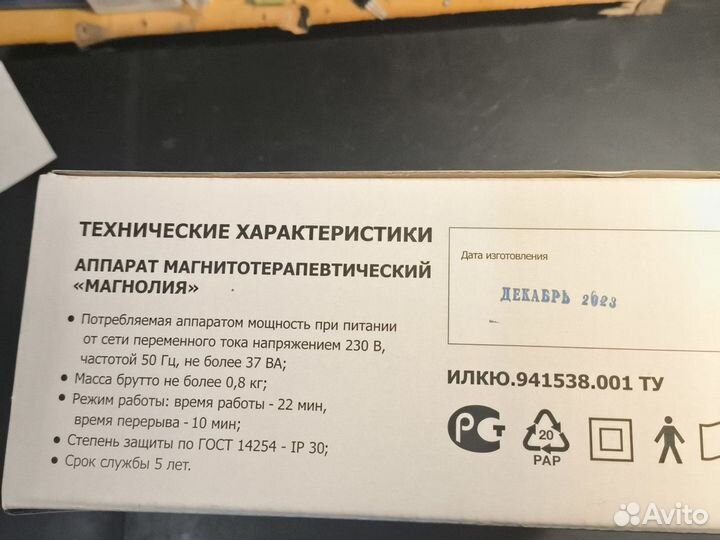 ТЕХНИЧЕСКИЕ ХАРАКТЕРИСТИКИ
АППАРАТ МАГНИТОТЕРАПЕВТИЧЕСКИЙ
«МАГНОЛИЯ»
• Потребляемая аппаратом мощность при питании
от сети переменного тока напряжением 230 В,
частотой 50 Гц, не более 37 ВА;
• Масса брутто не более 0,8 кг;
• Режим работы: время работы - 22 мин,
время перерыва - 10 мин;
• Степень защиты по ГОСТ 14254 - IP 30;
• Срок службы 5 лет.
Дата изготовления
ДЕКАБРЬ 2023
ИЛКЮ.941538.001 ТУ
РСТ
20
PAP
Avito